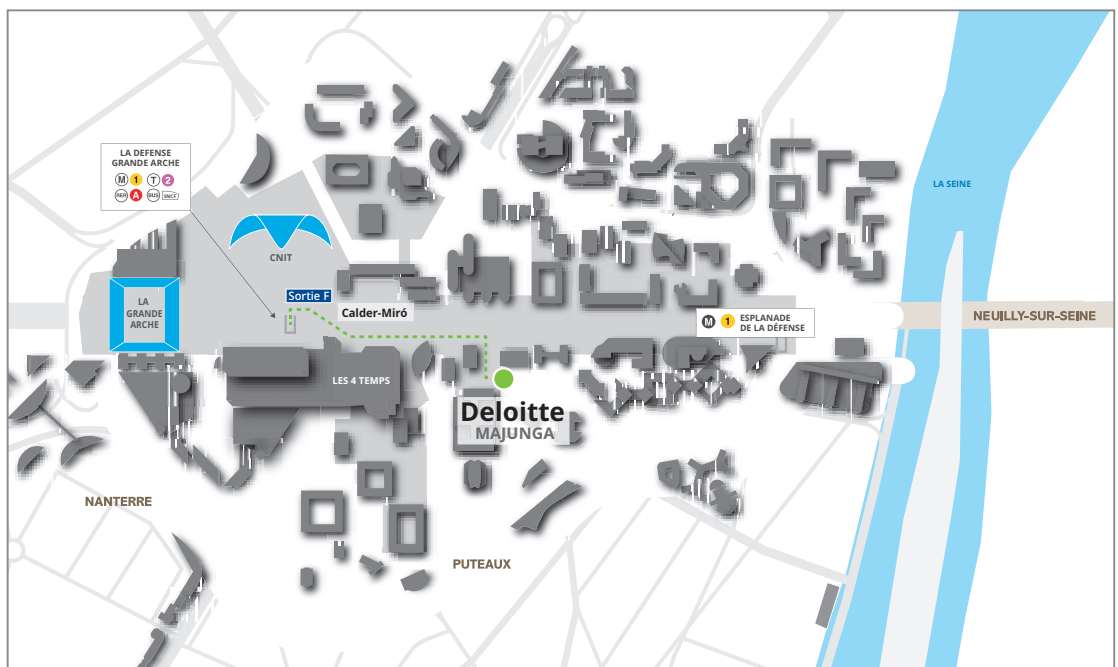 LA DEFENSE
GRANDE ARCHE
M 1 T 2
RER A BUS SNCF
LA SEINE
CNIT
Sortie F
LA
GRANDE
ARCHE
Calder-Miró
M 1 ESPLANADE
DE LA DÉFENSE
NEUILLY-SUR-SEINE
LES 4 TEMPS
Deloitte
MAJUNGA
NANTERRE
PUTEAUX